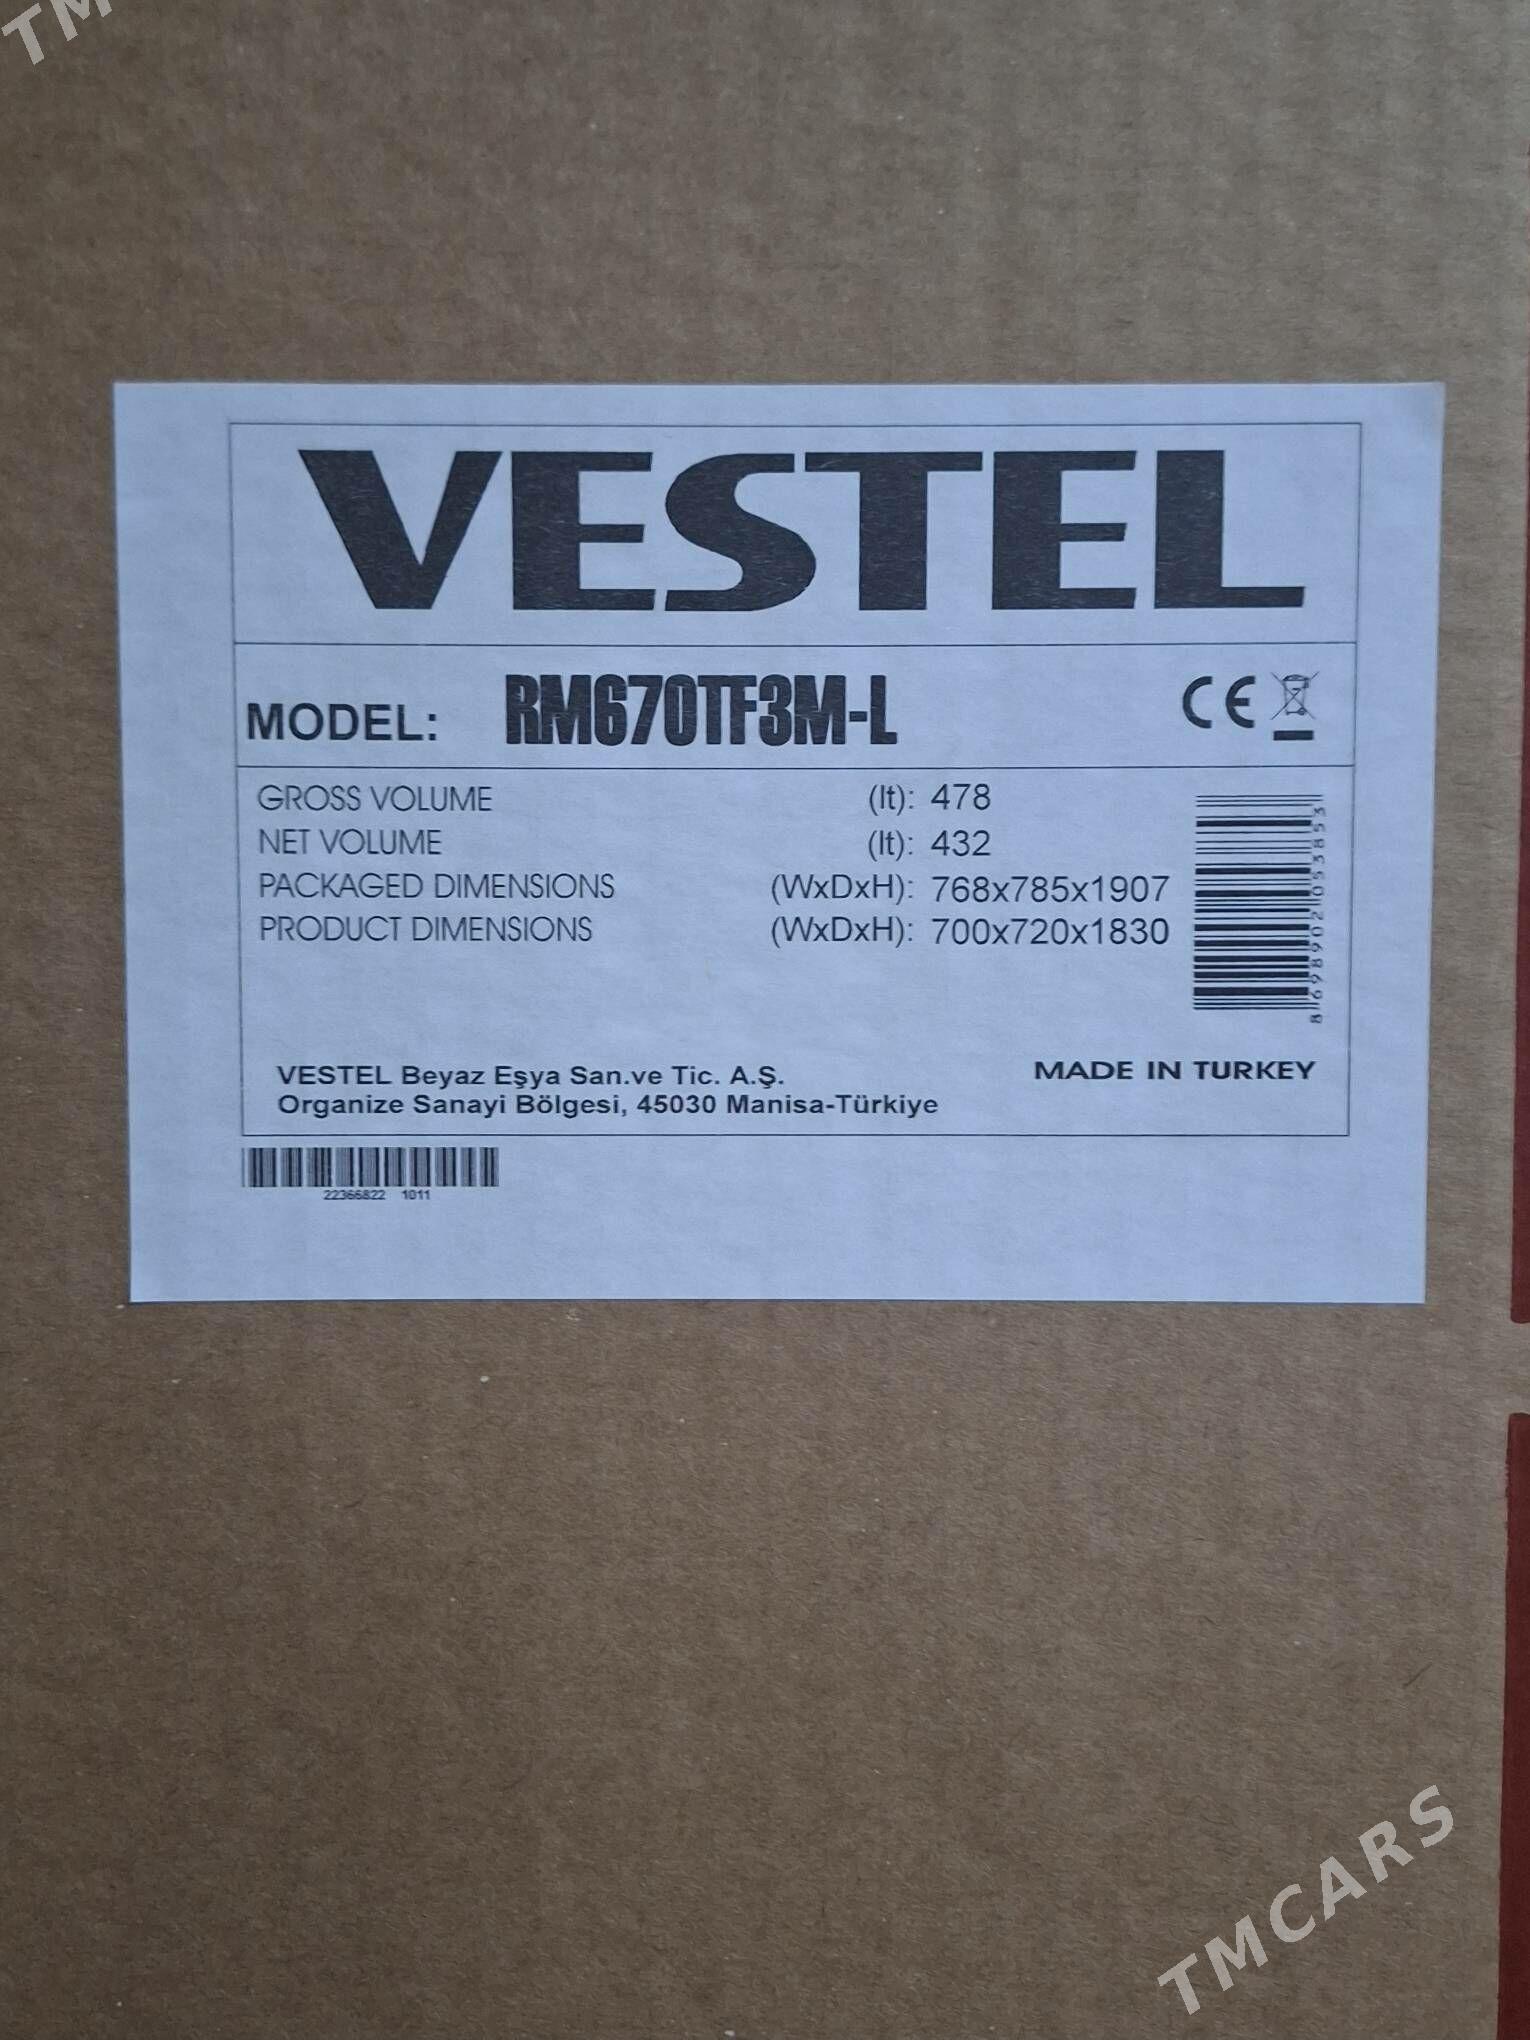 TM
VESTEL
MODEL: RM670TF3M-L CE
GROSS VOLUME (lt): 478
NET VOLUME (lt): 432
PACKAGED DIMENSIONS (WxDxH): 768x785x1907
PRODUCT DIMENSIONS (WxDxH): 700x720x1830
8698902053853
VESTEL Beyaz Eşya San.ve Tic. A.Ş.
Organize Sanayi Bölgesi, 45030 Manisa-Türkiye
MADE IN TURKEY
22366822 1011
TMCARS